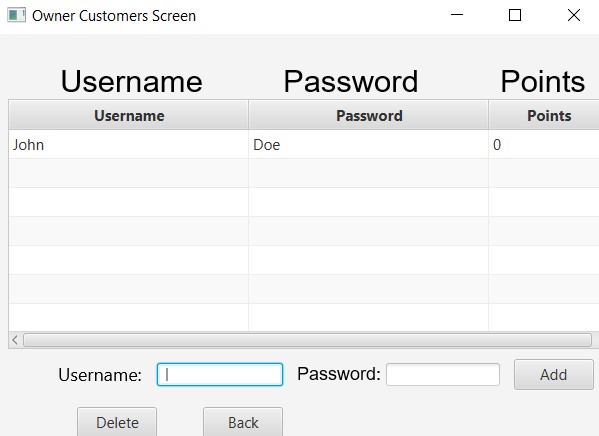 Owner Customers Screen
Username Password Points
Username Password Points
John Doe 0
Username: Password: Add
Delete Back